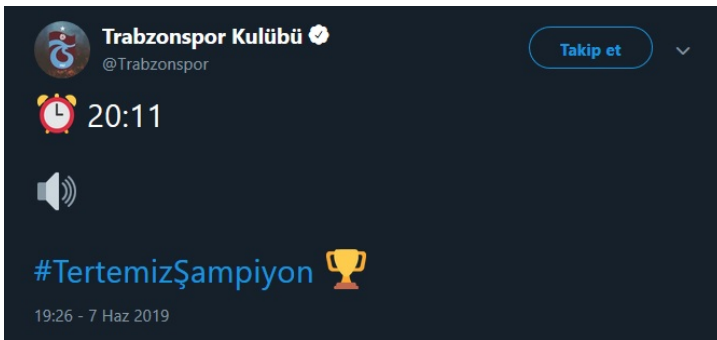 Trabzonspor Kulübü
@Trabzonspor
Takip et
20:11
#TertemizŞampiyon
19:26 - 7 Haz 2019